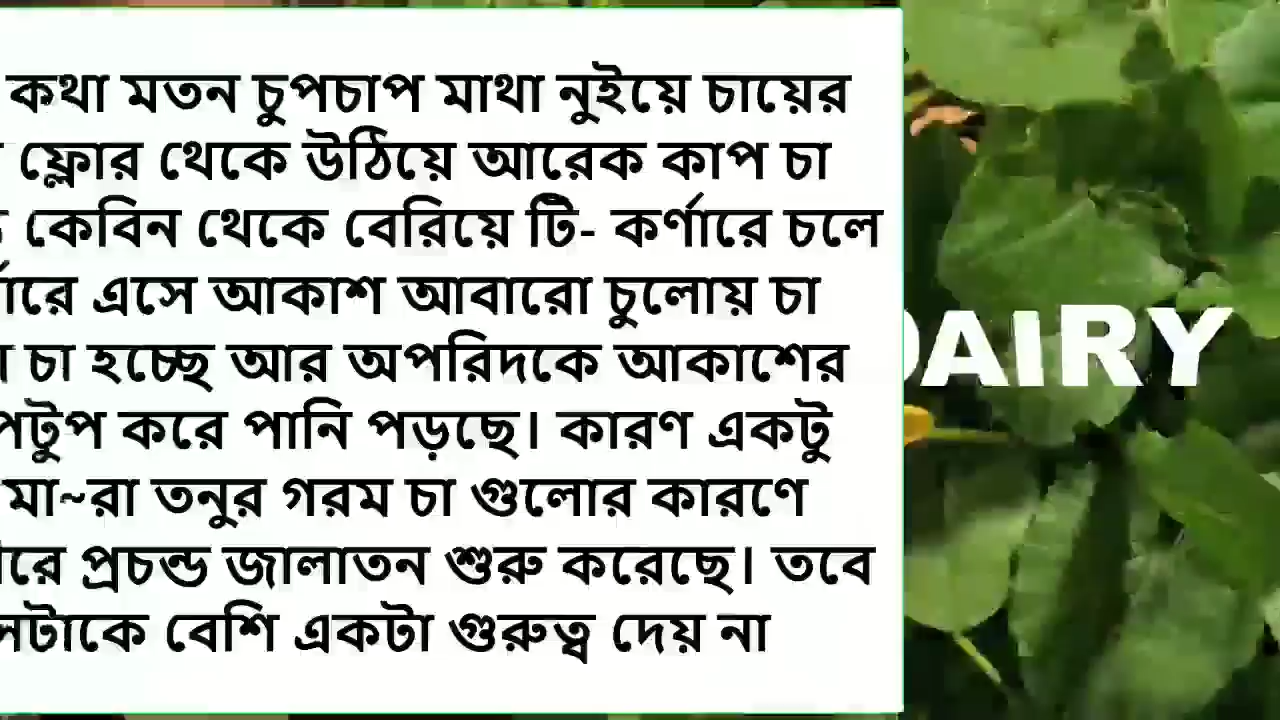 কথা মতন চুপচাপ মাথা নুইয়ে চায়ের
ফ্লোর থেকে উঠিয়ে আরেক কাপ চা
কেবিন থেকে বেরিয়ে টি- কর্ণারে চলে
এসে আকাশ আবারো চুলোয় চা
চা হচ্ছে আর অপরিদকে আকাশের
করে পানি পড়ছে। কারণ একটু
মা~রা তনুর গরম চা গুলোর কারণে
প্রচন্ড জালাতন শুরু করেছে। তবে
বেশি একটা গুরুত্ব দেয় না
DAIRY